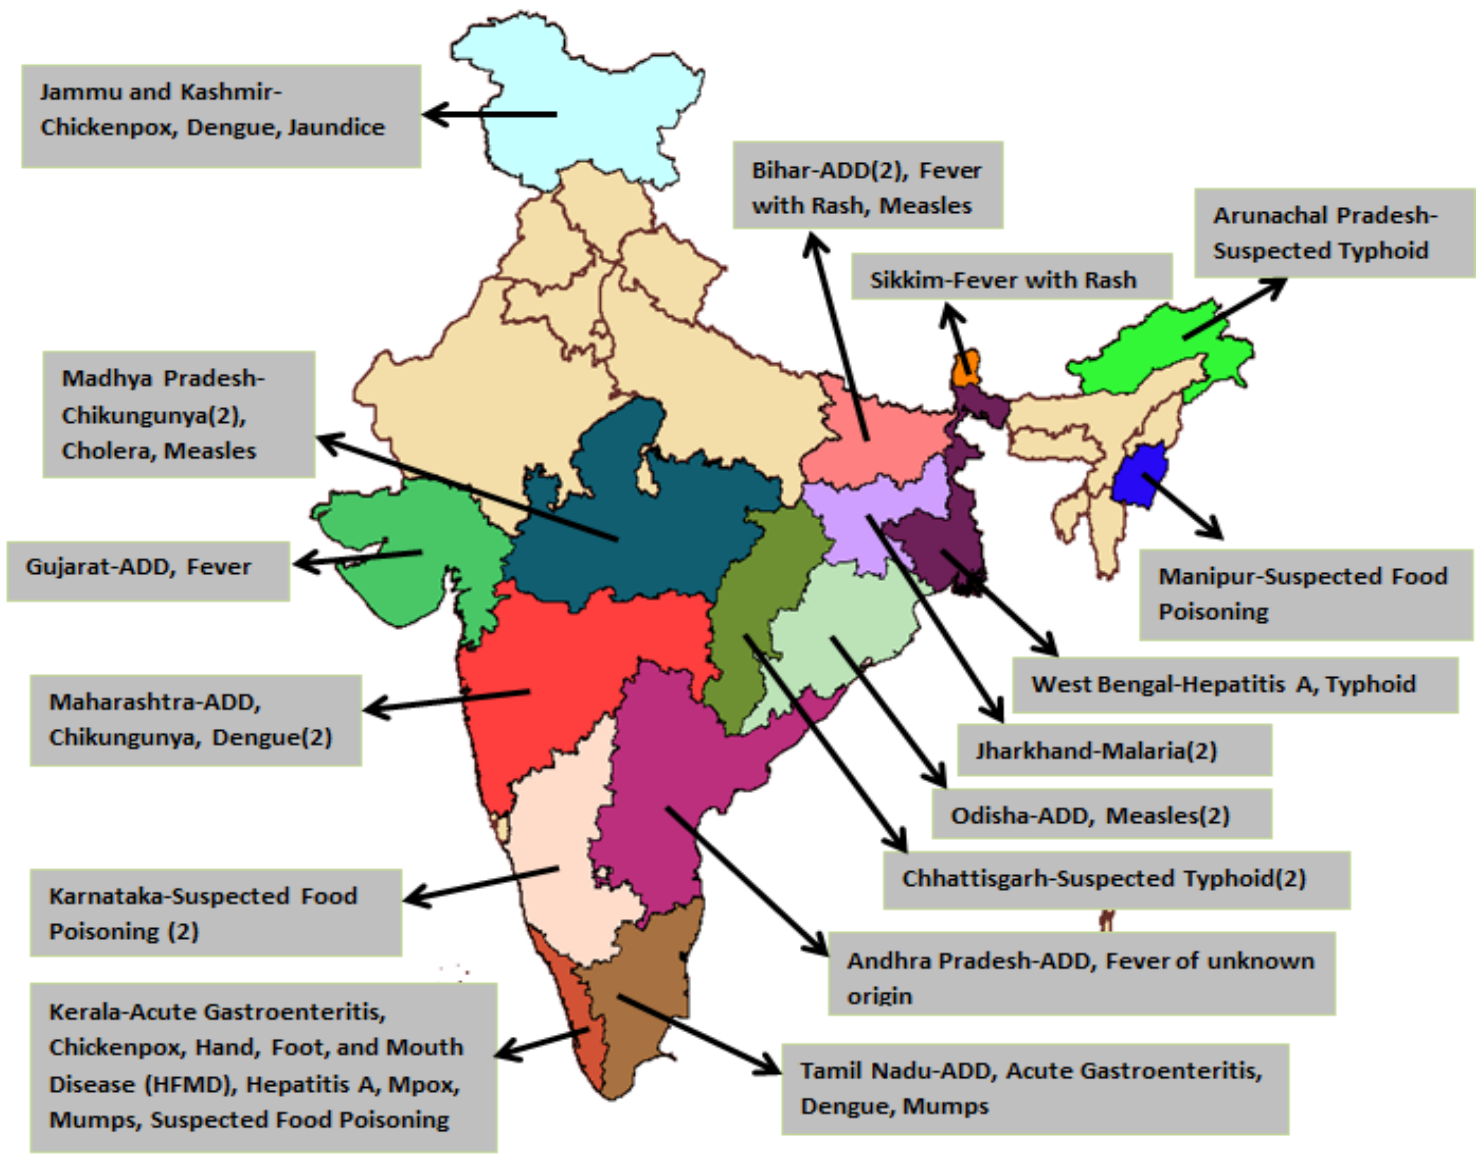 Jammu and Kashmir-
Chickenpox, Dengue, Jaundice
Bihar-ADD(2), Fever
with Rash, Measles
Arunachal Pradesh-
Suspected Typhoid
Sikkim-Fever with Rash
Madhya Pradesh-
Chikungunya(2),
Cholera, Measles
Gujarat-ADD, Fever
Manipur-Suspected Food
Poisoning
West Bengal-Hepatitis A, Typhoid
Maharashtra-ADD,
Chikungunya, Dengue(2)
Jharkhand-Malaria(2)
Odisha-ADD, Measles(2)
Chhattisgarh-Suspected Typhoid(2)
Karnataka-Suspected Food
Poisoning (2)
Andhra Pradesh-ADD, Fever of unknown
origin
Kerala-Acute Gastroenteritis,
Chickenpox, Hand, Foot, and Mouth
Disease (HFMD), Hepatitis A, Mpox,
Mumps, Suspected Food Poisoning
Tamil Nadu-ADD, Acute Gastroenteritis,
Dengue, Mumps